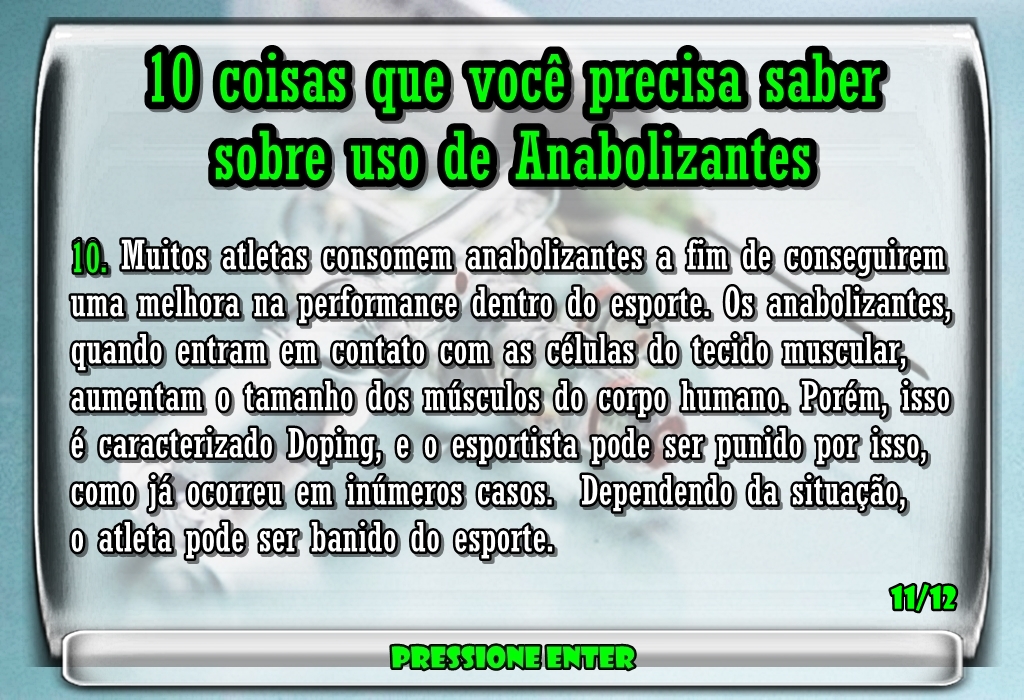 10 coisas que você precisa saber
sobre uso de Anabolizantes
10. Muitos atletas consomem anabolizantes a fim de conseguirem
uma melhora na performance dentro do esporte. Os anabolizantes,
quando entram em contato com as células do tecido muscular,
aumentam o tamanho dos músculos do corpo humano. Porém, isso
é caracterizado Doping, e o esportista pode ser punido por isso,
como já ocorreu em inúmeros casos. Dependendo da situação,
o atleta pode ser banido do esporte.
11/12
PRESSIONE ENTER